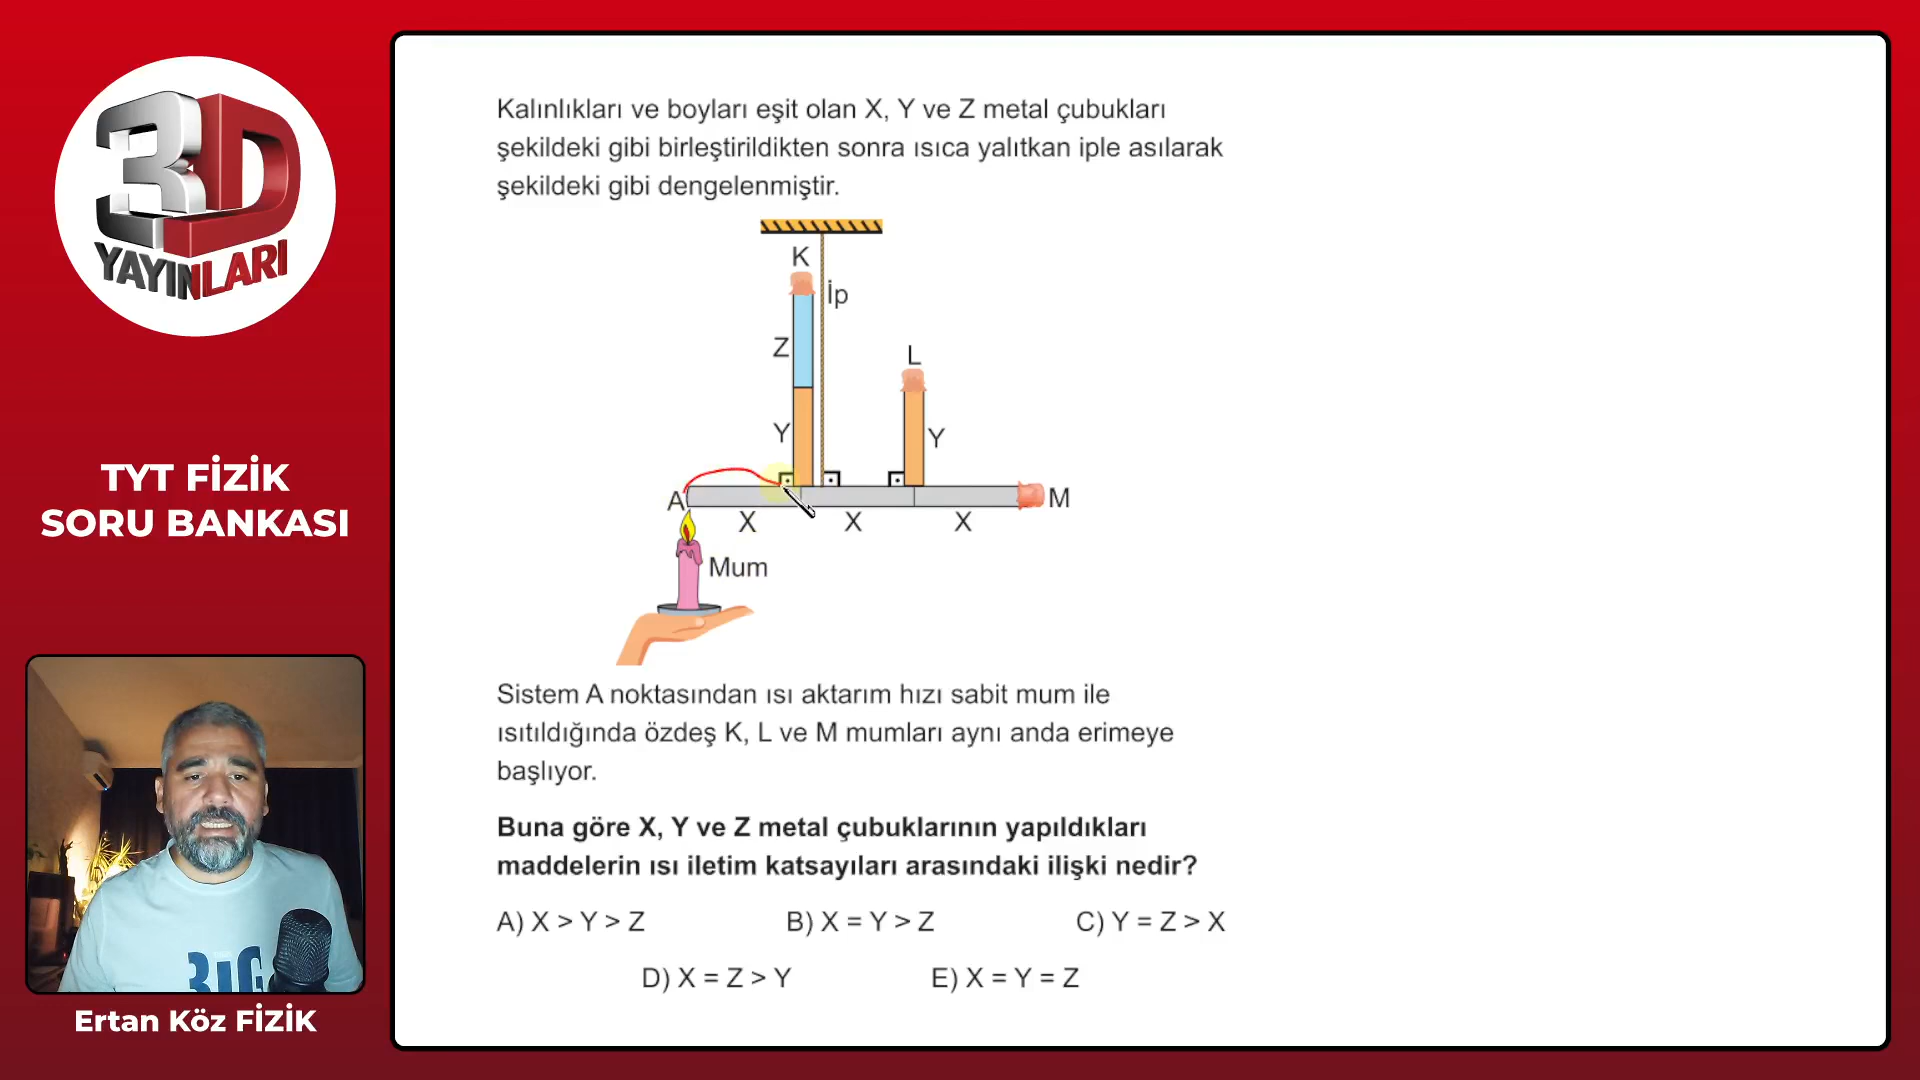 3D
YAYINLARI
TYT FİZİK
SORU BANKASI
BİG
Ertan Köz FİZİK
Kalınlıkları ve boyları eşit olan X, Y ve Z metal çubukları
şekildeki gibi birleştirildikten sonra ısıca yalıtkan iple asılarak
şekildeki gibi dengelenmiştir.
K
İp
Z
L
Y
Y
A
M
X
X
X
Mum
Sistem A noktasından ısı aktarım hızı sabit mum ile
ısıtıldığında özdeş K, L ve M mumları aynı anda erimeye
başlıyor.
Buna göre X, Y ve Z metal çubuklarının yapıldıkları
maddelerin ısı iletim katsayıları arasındaki ilişki nedir?
A) X > Y > Z
B) X = Y > Z
C) Y = Z > X
D) X = Z > Y
E) X = Y = Z